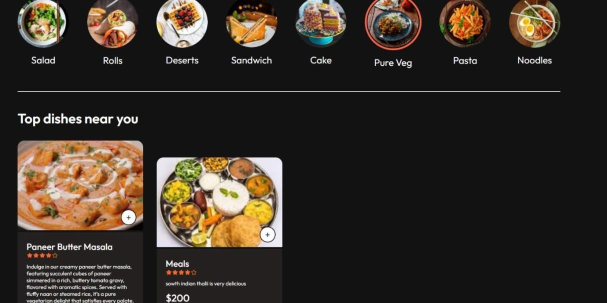 Salad
Rolls
Deserts
Sandwich
Cake
Pure Veg
Pasta
Noodles
Top dishes near you
Paneer Butter Masala
Indulge in our creamy paneer butter masala,
featuring succulent cubes of paneer
simmered in a rich, buttery tomato gravy,
flavored with aromatic spices. Served with
fluffy naan or steamed rice, it's a pure
vegetarian delight that satisfies every palate.
Meals
sowth indian thalli is very delicious
$200